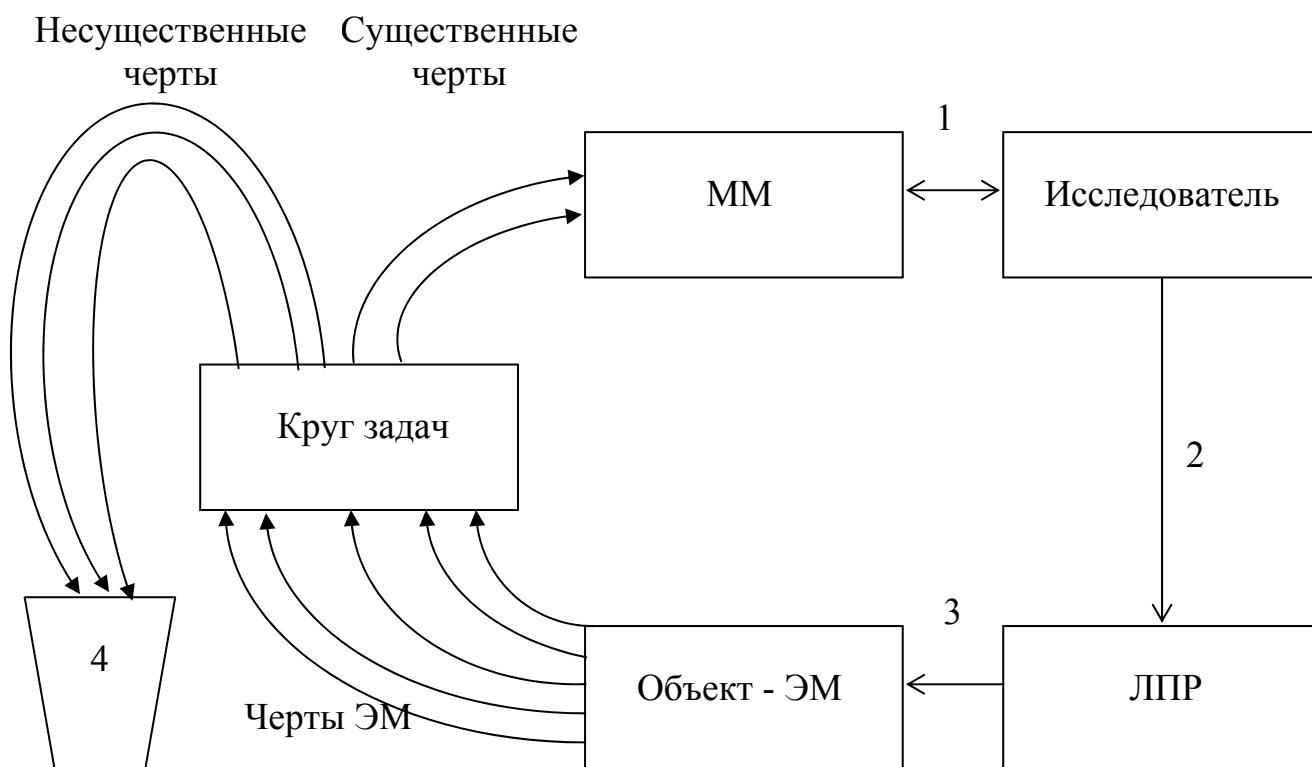 Несущественные
черты
Существенные
черты
1
ММ
Исследователь
Круг задач
2
3
4
Объект - ЭМ
ЛПР
Черты ЭМ